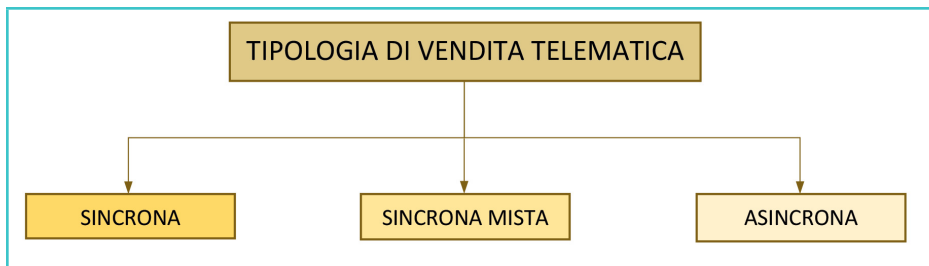 TIPOLOGIA DI VENDITA TELEMATICA
SINCRONA
SINCRONA MISTA
ASINCRONA